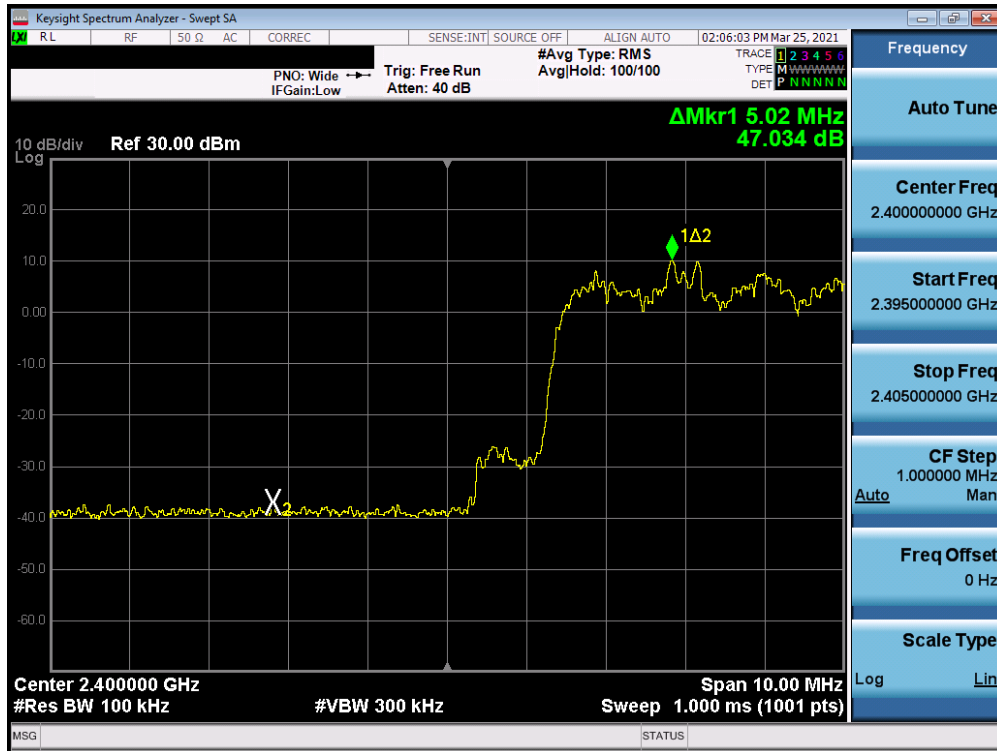 Keysight Spectrum Analyzer - Swept SA
LXI RL RF 50 Ω AC CORREC SENSE:INT SOURCE OFF ALIGN AUTO 02:06:03 PM Mar 25, 2021
PNO: Wide
IFGain:Low
Trig: Free Run
Atten: 40 dB
#Avg Type: RMS
Avg|Hold: 100/100
TRACE 1 2 3 4 5 6
TYPE M WWWWW
DET P N N N N N
ΔMkr1 5.02 MHz
47.034 dB
10 dB/div Ref 30.00 dBm
Log
20.0
10.0
0.00
-10.0
-20.0
-30.0
-40.0
-50.0
-60.0
1Δ2
X2
Center 2.400000 GHz Span 10.00 MHz
#Res BW 100 kHz #VBW 300 kHz Sweep 1.000 ms (1001 pts)
MSG STATUS
Frequency
Auto Tune
Center Freq
2.400000000 GHz
Start Freq
2.395000000 GHz
Stop Freq
2.405000000 GHz
CF Step
1.000000 MHz
Auto Man
Freq Offset
0 Hz
Scale Type
Log Lin